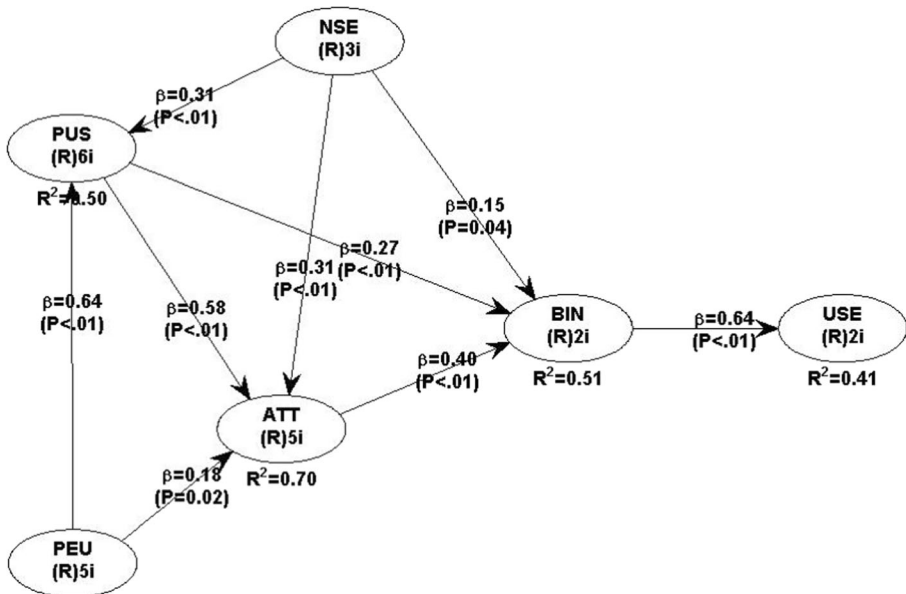 NSE
(R)3i
β=0.31
(P<.01)
PUS
(R)6i
R²=0.50
β=0.15
(P=0.04)
β=0.27
(P<.01)
β=0.31
(P<.01)
β=0.64
(P<.01)
β=0.58
(P<.01)
BIN
(R)2i
R²=0.51
β=0.64
(P<.01)
USE
(R)2i
R²=0.41
β=0.40
(P<.01)
ATT
(R)5i
R²=0.70
β=0.18
(P=0.02)
PEU
(R)5i